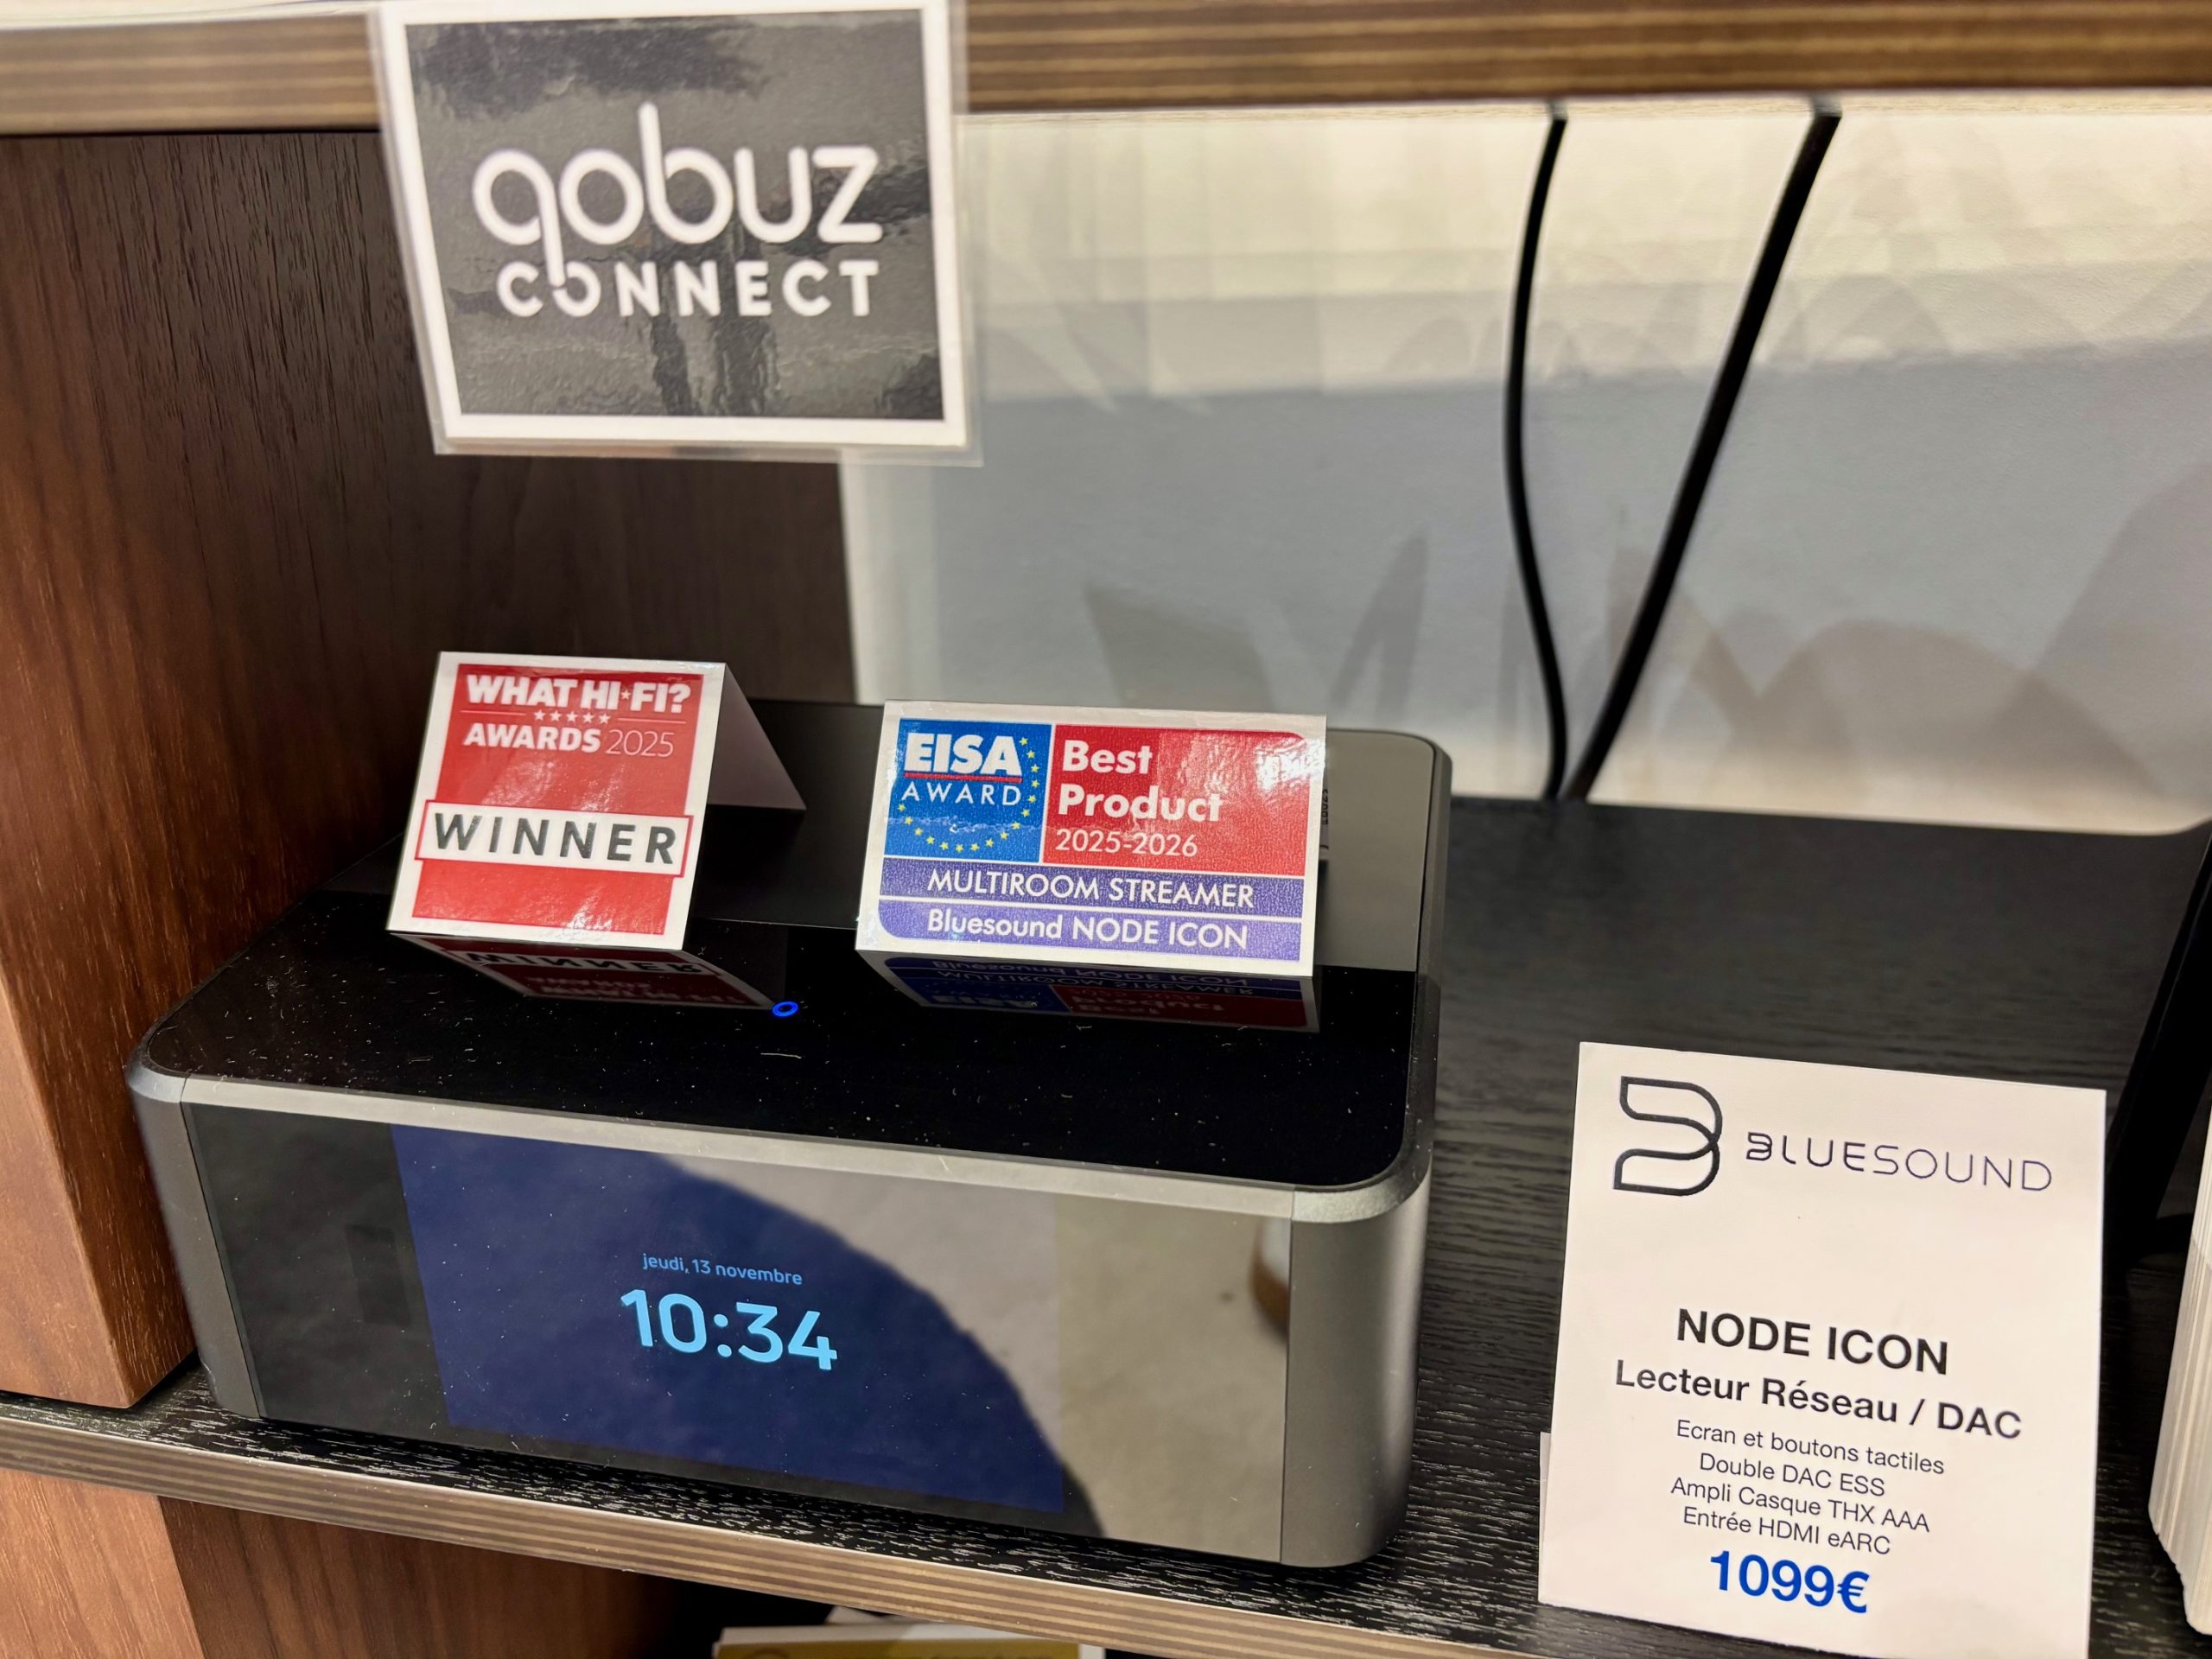 qobuz
CONNECT
WHAT HI★FI?
★★★★★
AWARDS 2025
WINNER
EISA
AWARD
Best
Product
2025-2026
MULTIROOM STREAMER
Bluesound NODE ICON
jeudi, 13 novembre
10:34
BLUESOUND
NODE ICON
Lecteur Réseau / DAC
Ecran et boutons tactiles
Double DAC ESS
Ampli Casque THX AAA
Entrée HDMI eARC
1099€